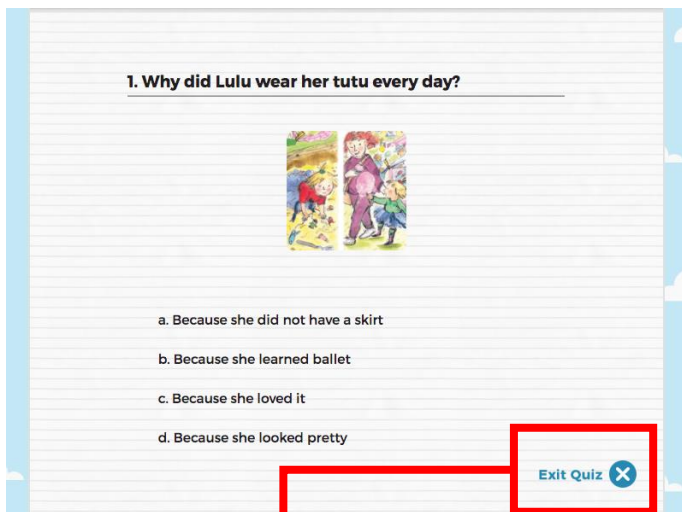 1. Why did Lulu wear her tutu every day?
a. Because she did not have a skirt
b. Because she learned ballet
c. Because she loved it
d. Because she looked pretty
Exit Quiz